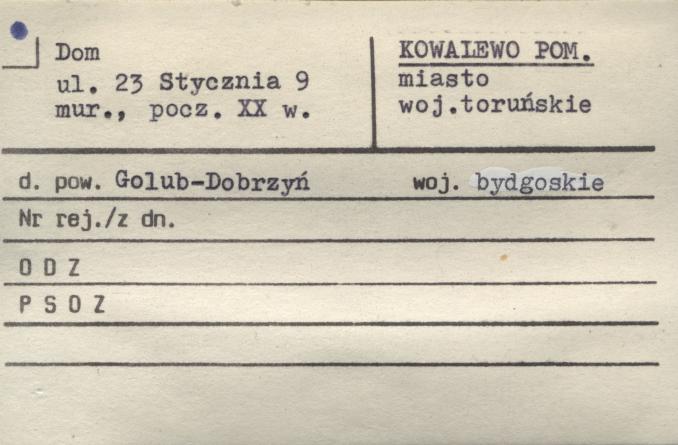 Dom
ul. 23 Stycznia 9
mur., pocz. XX w.
KOWALEWO POM.
miasto
woj.toruńskie
d. pow. Golub-Dobrzyń woj. bydgoskie
Nr rej./z dn.
O D Z
P S O Z